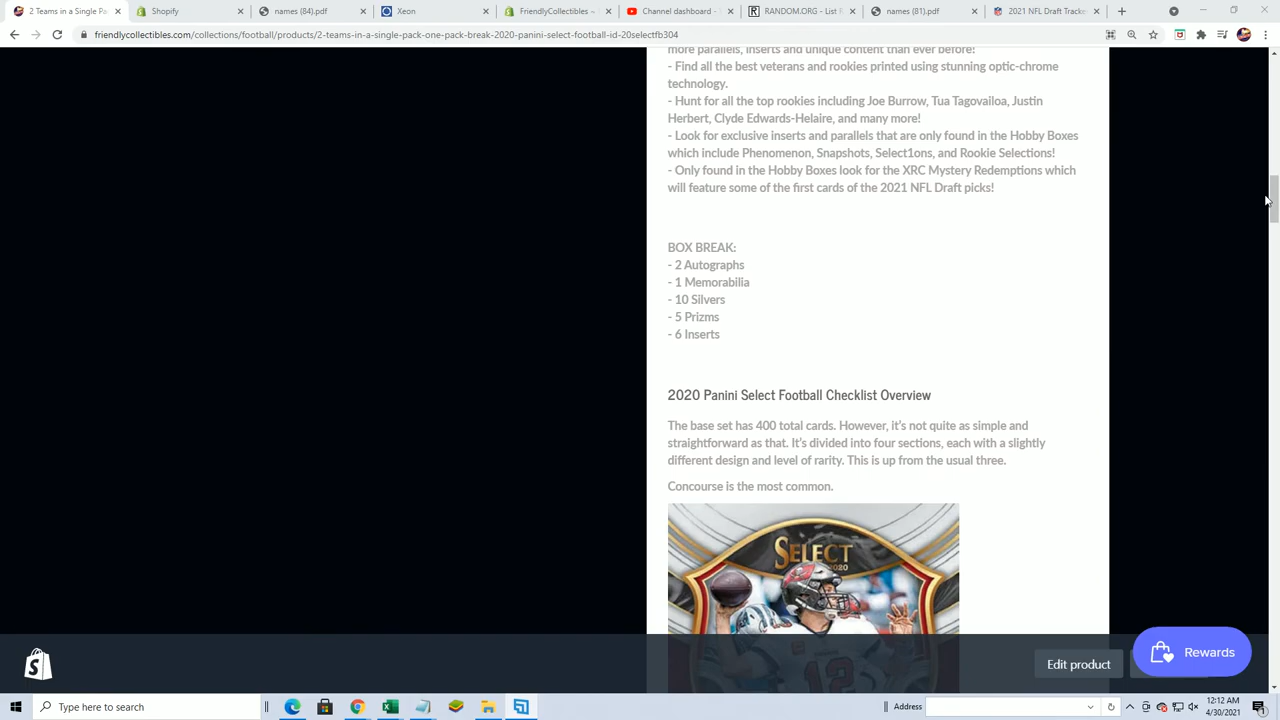 2 Teams in a Single Pa
Shopify
names (84).pdf
Xeon
FriendlyCollectibles ~
Channel dashboard -
RANDOM.ORG - List
names (81).pdf
2021 NFL Draft Track
friendlycollectibles.com/collections/football/products/2-teams-in-a-single-pack-one-pack-break-2020-panini-select-football-id-20selectfb304
more parallels, inserts and unique content than ever before!
- Find all the best veterans and rookies printed using stunning optic-chrome
technology.
- Hunt for all the top rookies including Joe Burrow, Tua Tagovailoa, Justin
Herbert, Clyde Edwards-Helaire, and many more!
- Look for exclusive inserts and parallels that are only found in the Hobby Boxes
which include Phenomenon, Snapshots, Select1ons, and Rookie Selections!
- Only found in the Hobby Boxes look for the XRC Mystery Redemptions which
will feature some of the first cards of the 2021 NFL Draft picks!
BOX BREAK:
- 2 Autographs
- 1 Memorabilia
- 10 Silvers
- 5 Prizms
- 6 Inserts
2020 Panini Select Football Checklist Overview
The base set has 400 total cards. However, it's not quite as simple and
straightforward as that. It's divided into four sections, each with a slightly
different design and level of rarity. This is up from the usual three.
Concourse is the most common.
SELECT
2020
12
Edit product
Rewards
Type here to search
Address
12:12 AM
4/30/2021